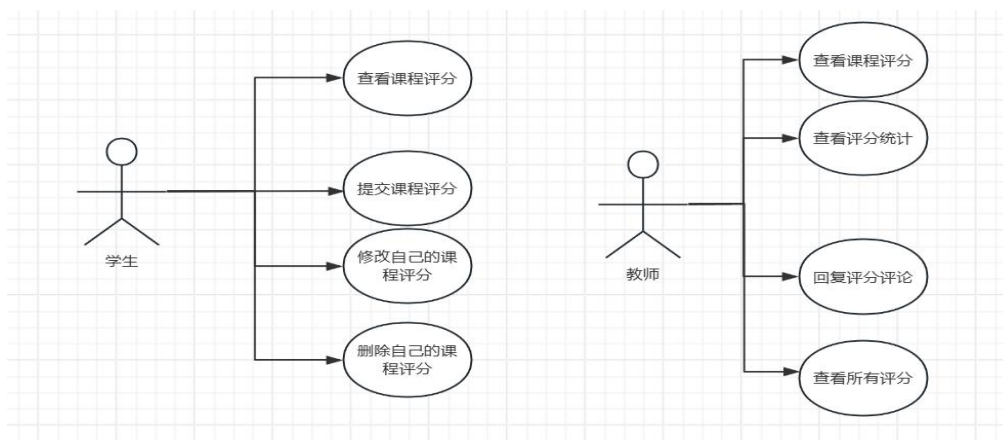 查看课程评分
提交课程评分
修改自己的课
程评分
删除自己的课
程评分
学生
查看课程评分
查看评分统计
回复评分评论
查看所有评分
教师